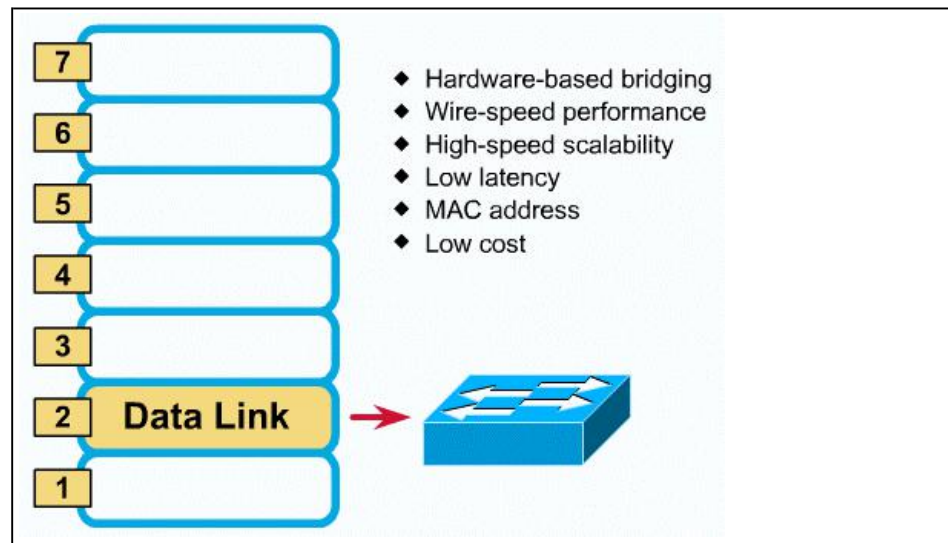 7
6
5
4
3
2 Data Link
1
◆ Hardware-based bridging
◆ Wire-speed performance
◆ High-speed scalability
◆ Low latency
◆ MAC address
◆ Low cost